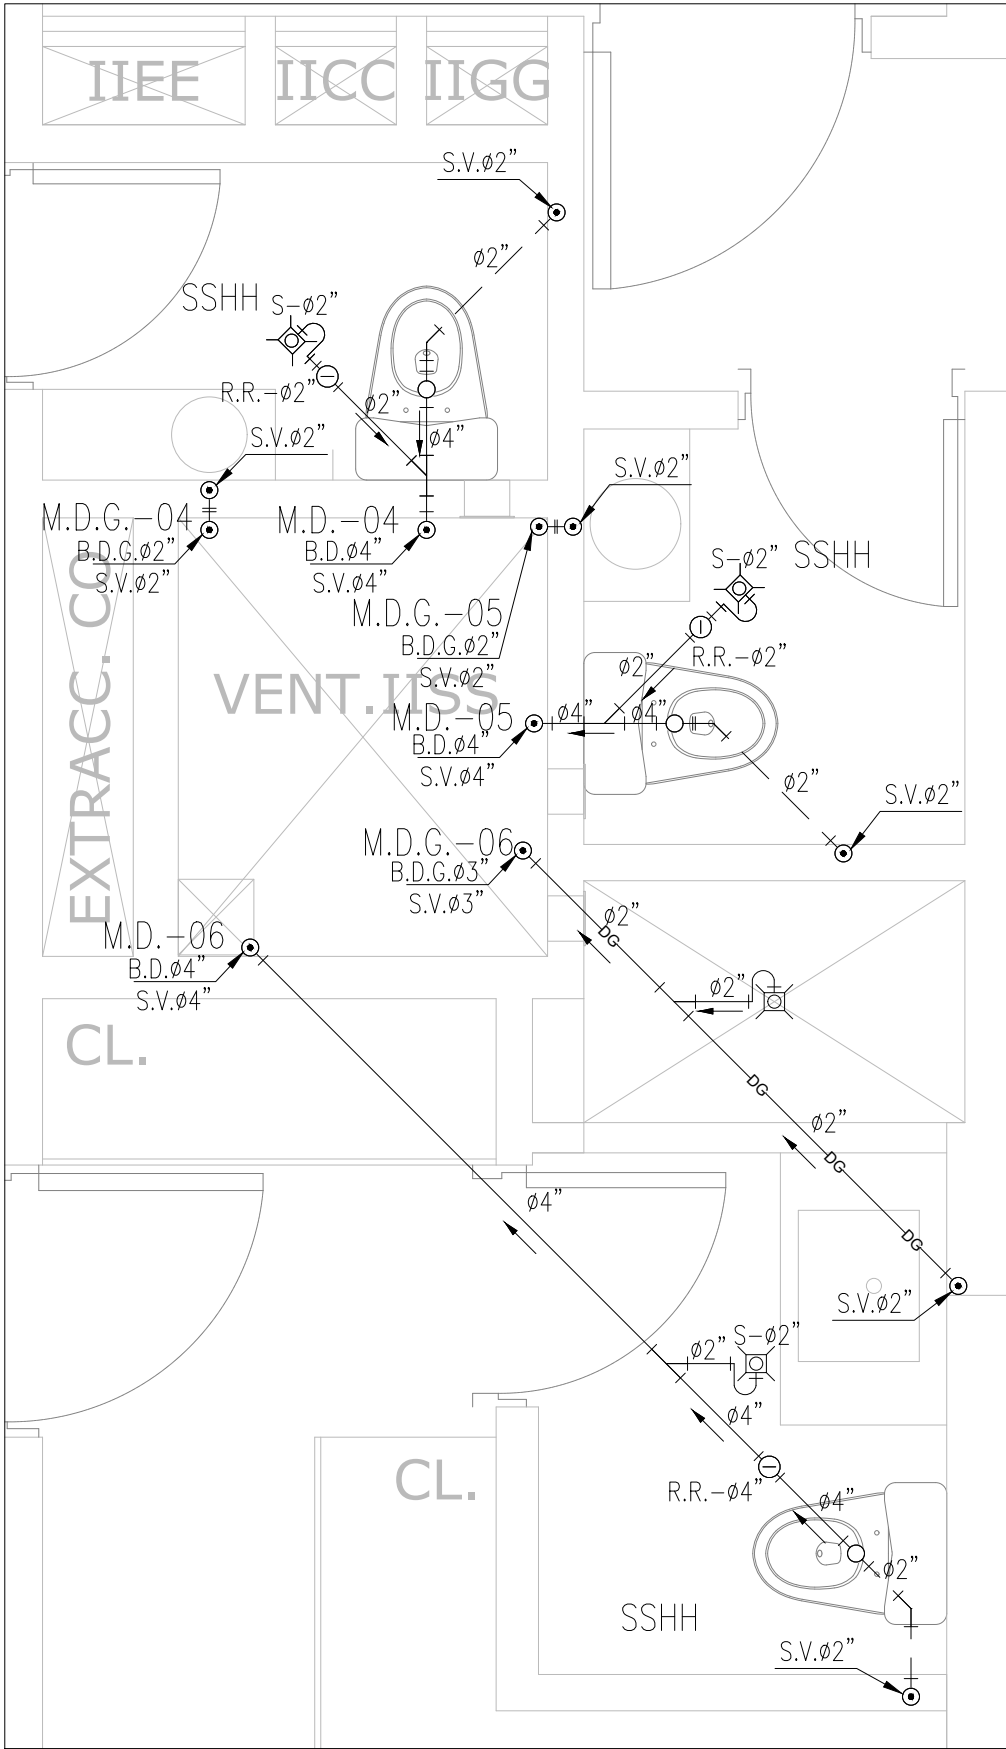 IIEE IICC IIGG
S.V.ø2"
ø2"
SSHH
S-ø2"
R.R.-ø2"
ø2"
ø4"
S.V.ø2"
S.V.ø2"
M.D.G.-04
B.D.G.ø2"
S.V.ø2"
M.D.-04
B.D.ø4"
S.V.ø4"
S-ø2"
SSHH
M.D.G.-05
B.D.G.ø2"
S.V.ø2"
ø2"
R.R.-ø2"
EXTRACC. CO
VENT.IISS
M.D.-05
B.D.ø4"
S.V.ø4"
ø4"
ø4"
ø2"
S.V.ø2"
M.D.G.-06
B.D.G.ø3"
S.V.ø3"
ø2"
DG
M.D.-06
B.D.ø4"
S.V.ø4"
ø2"
CL.
DG
ø2"
DG
ø4"
DG
S.V.ø2"
ø2"
S-ø2"
ø4"
CL.
R.R.-ø4"
ø4"
ø2"
SSHH
S.V.ø2"